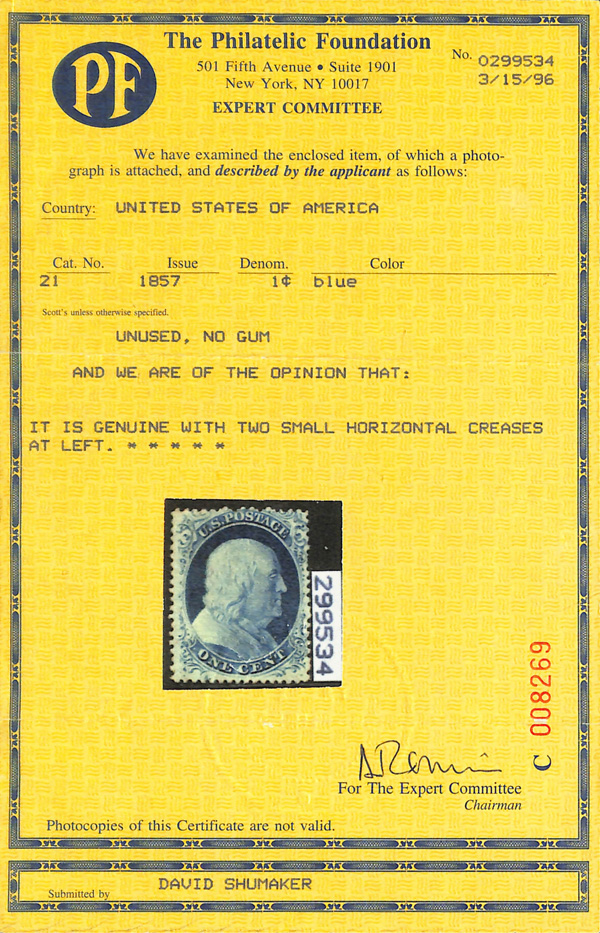 PF
The Philatelic Foundation
501 Fifth Avenue • Suite 1901
New York, NY 10017
EXPERT COMMITTEE
No. 0299534
3/15/96
We have examined the enclosed item, of which a photo-
graph is attached, and described by the applicant as follows:
Country: UNITED STATES OF AMERICA
Cat. No. Issue Denom. Color
21 1857 1¢ blue
Scott's unless otherwise specified.
UNUSED, NO GUM
AND WE ARE OF THE OPINION THAT:
IT IS GENUINE WITH TWO SMALL HORIZONTAL CREASES
AT LEFT. * * * * *
U.S. POSTAGE
ONE CENT
299534
C 008269
For The Expert Committee
Chairman
Photocopies of this Certificate are not valid.
Submitted by DAVID SHUMAKER